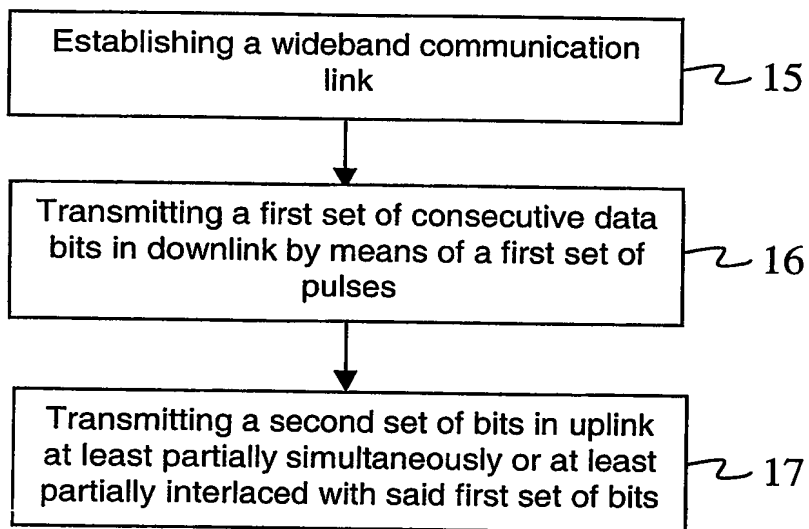 Establishing a wideband communication
link
15
Transmitting a first set of consecutive data
bits in downlink by means of a first set of
pulses
16
Transmitting a second set of bits in uplink
at least partially simultaneously or at least
partially interlaced with said first set of bits
17